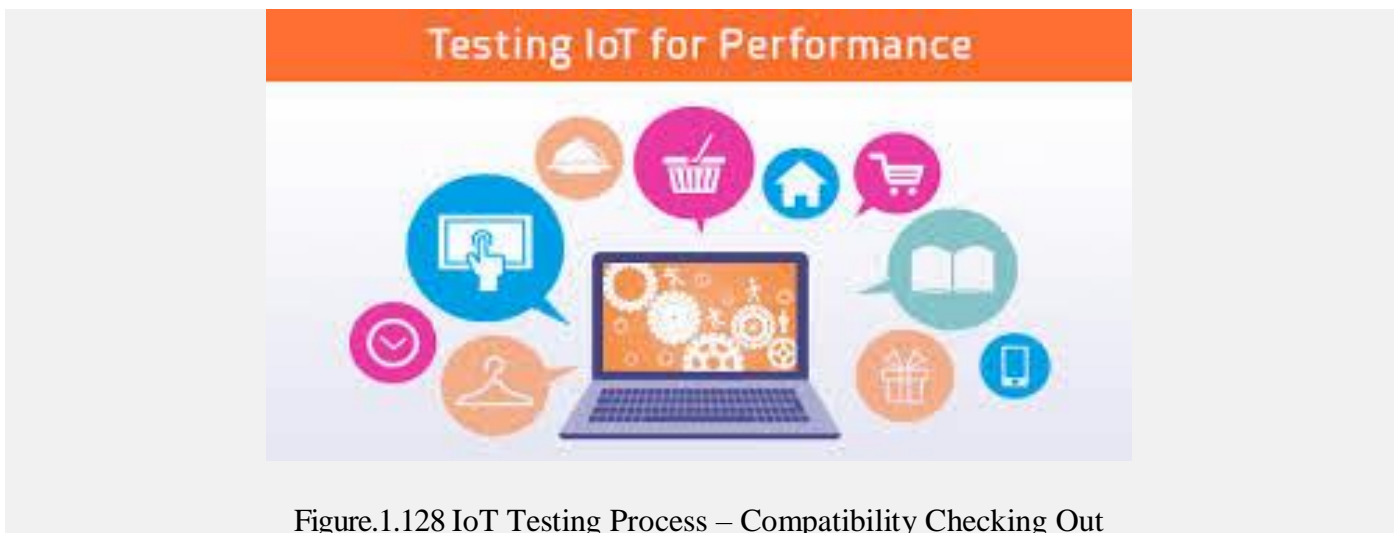 Testing IoT for Performance
Figure.1.128 IoT Testing Process – Compatibility Checking Out